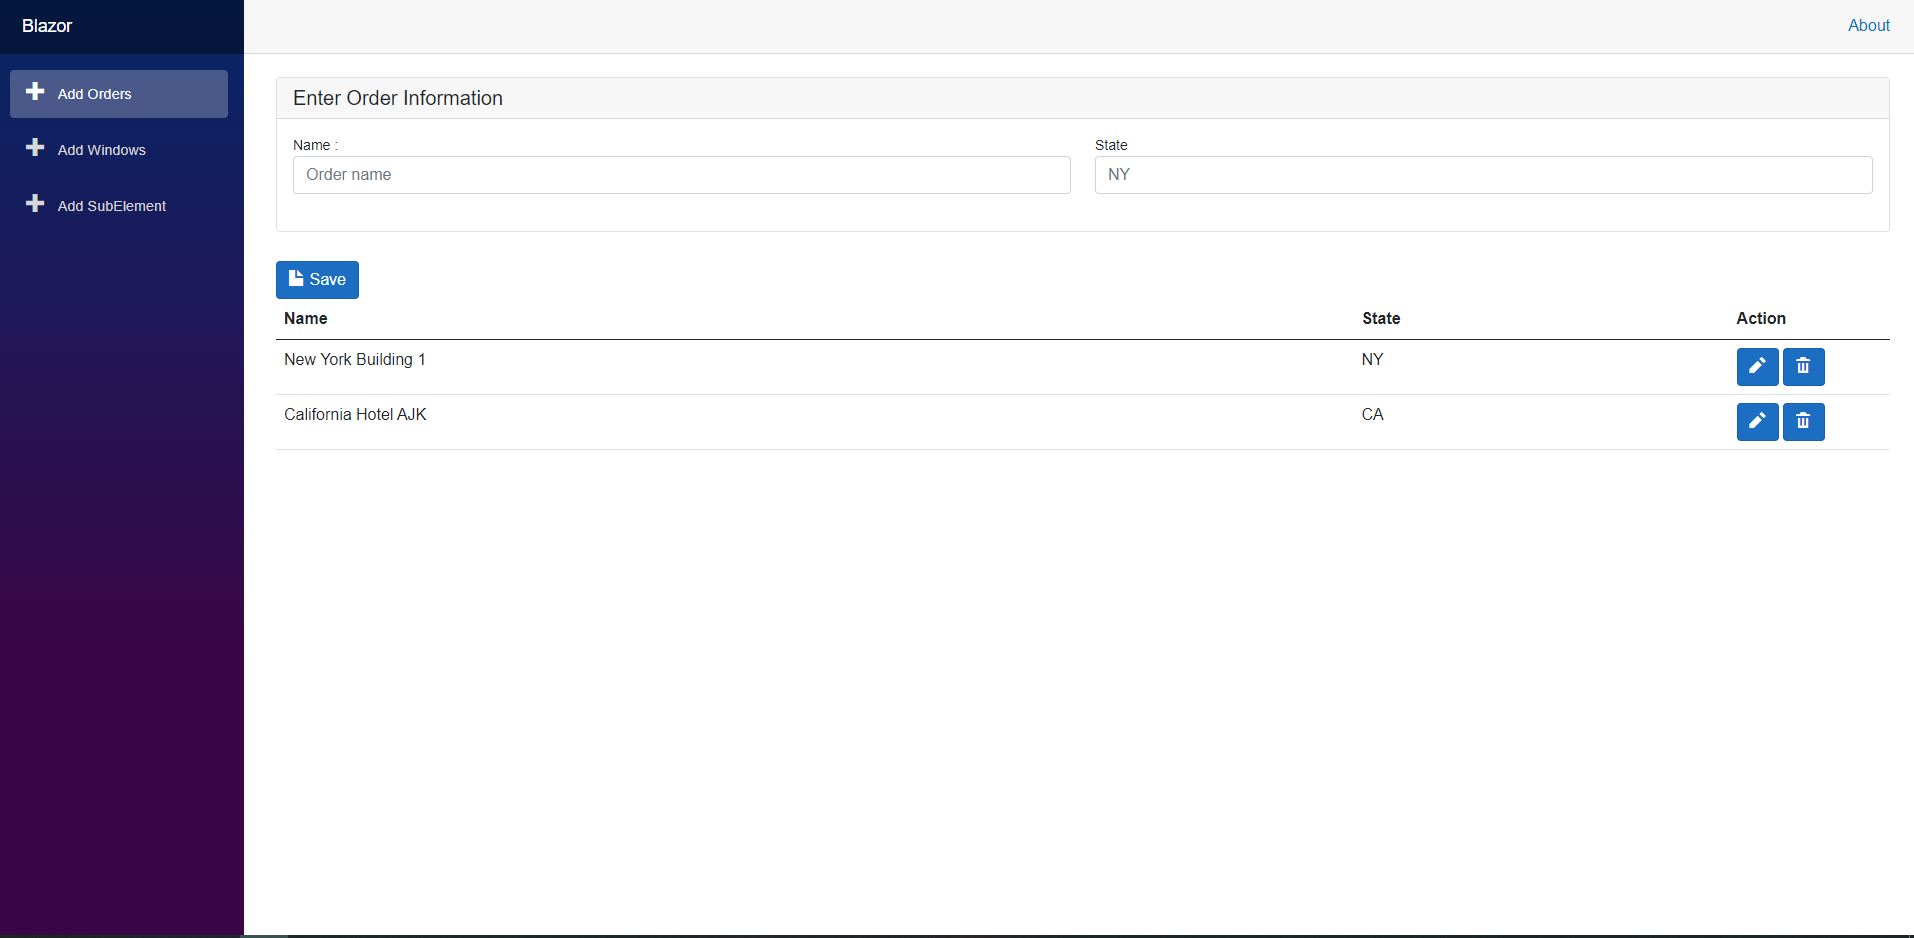 Blazor
About
Add Orders
Add Windows
Add SubElement
Enter Order Information
Name :
State
Order name
NY
Save
Name State Action
New York Building 1 NY
California Hotel AJK CA